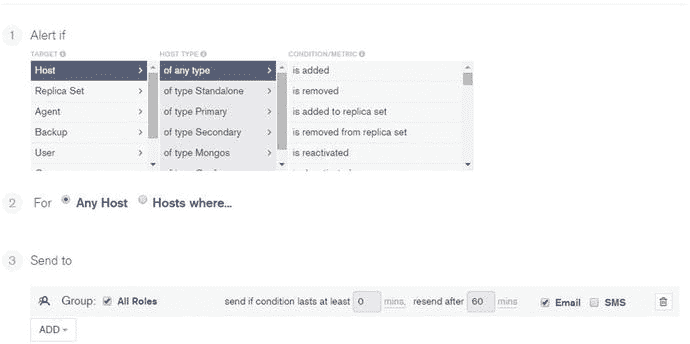 1 Alert if
TARGET HOST TYPE CONDITION/METRIC
Host of any type is added
Replica Set of type Standalone is removed
Agent of type Primary is added to replica set
Backup of type Secondary is removed from replica set
User of type Mongos is reactivated
2 For Any Host Hosts where...
3 Send to
Group: All Roles send if condition lasts at least 0 mins, resend after 60 mins Email SMS
ADD